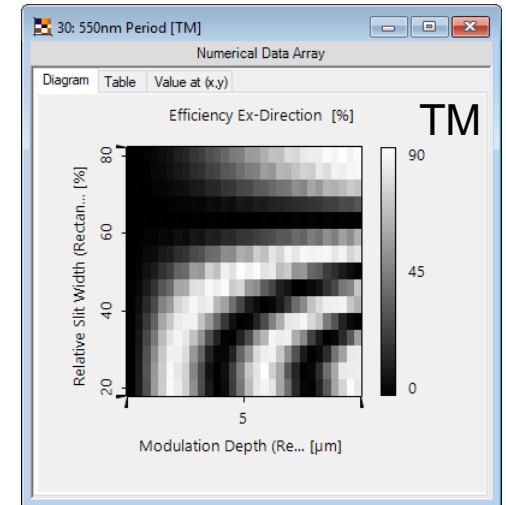 30: 550nm Period [TM]
Numerical Data Array
Diagram Table Value at (x,y)
Efficiency Ex-Direction [%]
TM
Relative Slit Width (Rectan... [%]
80
60
40
20
90
45
0
5
Modulation Depth (Re... [µm]